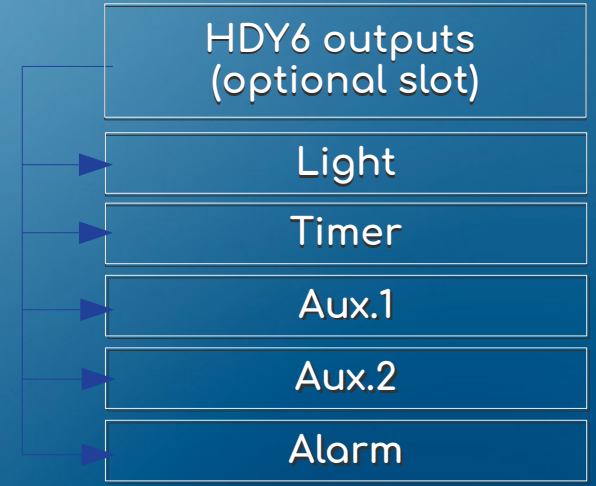 HDY6 outputs
(optional slot)
Light
Timer
Aux.1
Aux.2
Alarm